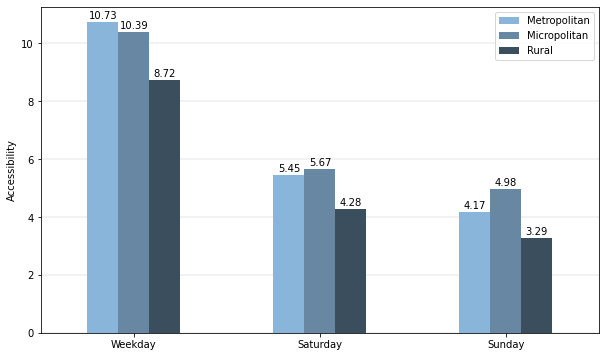 Metropolitan
Micropolitan
Rural
10.73
10.39
8.72
5.45
5.67
4.28
4.17
4.98
3.29
Accessibility
10
8
6
4
2
0
Weekday
Saturday
Sunday